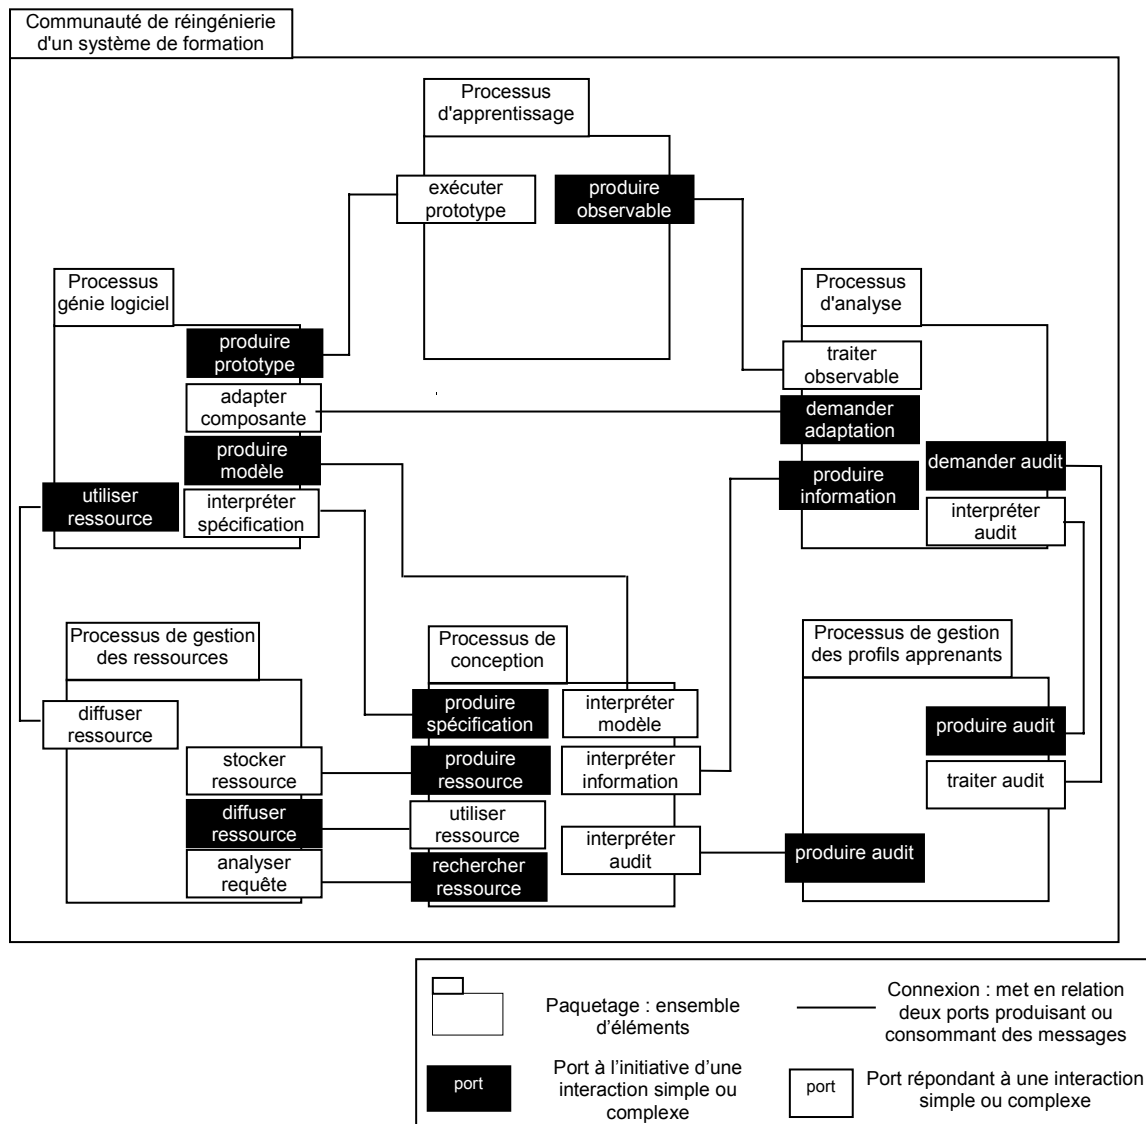 Communauté de réingénierie
d'un système de formation
Processus
d'apprentissage
exécuter
prototype
produire
observable
Processus
génie logiciel
produire
prototype
adapter
composante
produire
modèle
utiliser
ressource
interpréter
spécification
Processus
d'analyse
traiter
observable
demander
adaptation
produire
information
demander audit
interpréter
audit
Processus de gestion
des ressources
diffuser
ressource
stocker
ressource
diffuser
ressource
analyser
requête
Processus de
conception
produire
spécification
interpréter
modèle
produire
ressource
interpréter
information
utiliser
ressource
interpréter
audit
rechercher
ressource
Processus de gestion
des profils apprenants
produire audit
traiter audit
produire audit
Paquetage : ensemble
d’éléments
Connexion : met en relation
deux ports produisant ou
consommant des messages
port
Port à l’initiative d’une
interaction simple ou
complexe
port
Port répondant à une interaction
simple ou complexe